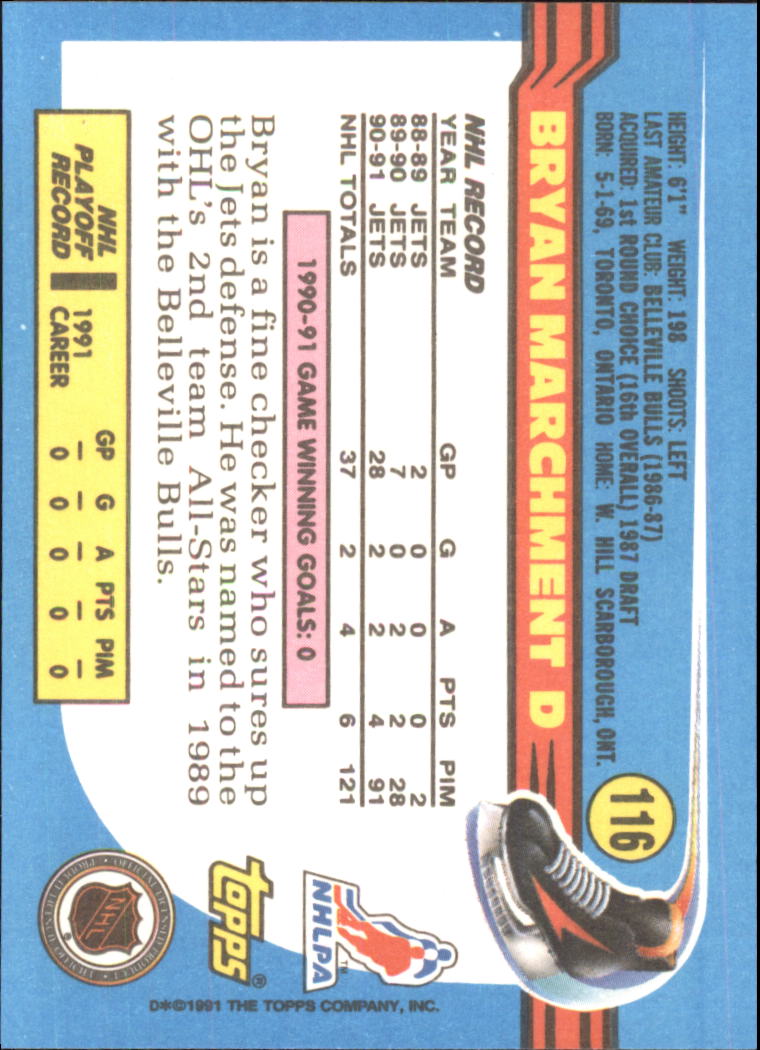 116
HEIGHT: 6'1" WEIGHT: 198 SHOOTS: LEFT
LAST AMATEUR CLUB: BELLEVILLE BULLS (1986-87)
ACQUIRED: 1st ROUND CHOICE (16th OVERALL) 1987 DRAFT
BORN: 5-1-69, TORONTO, ONTARIO HOME: W. HILL SCARBOROUGH, ONT.
BRYAN MARCHMENT D
NHL RECORD
YEAR TEAM GP G A PTS PIM
88-89 JETS 2 0 0 0 2
89-90 JETS 7 0 2 2 28
90-91 JETS 28 2 2 4 91
NHL TOTALS 37 2 4 6 121
1990-91 GAME WINNING GOALS: 0
Bryan is a fine checker who sures up
the Jets defense. He was named to the
OHL's 2nd team All-Stars in 1989
with the Belleville Bulls.
NHL PLAYOFF RECORD
GP G A PTS PIM
1991 — — — — —
CAREER 0 0 0 0 0
NHLPA™
topps®
NHL ®
D✻©1991 THE TOPPS COMPANY, INC.